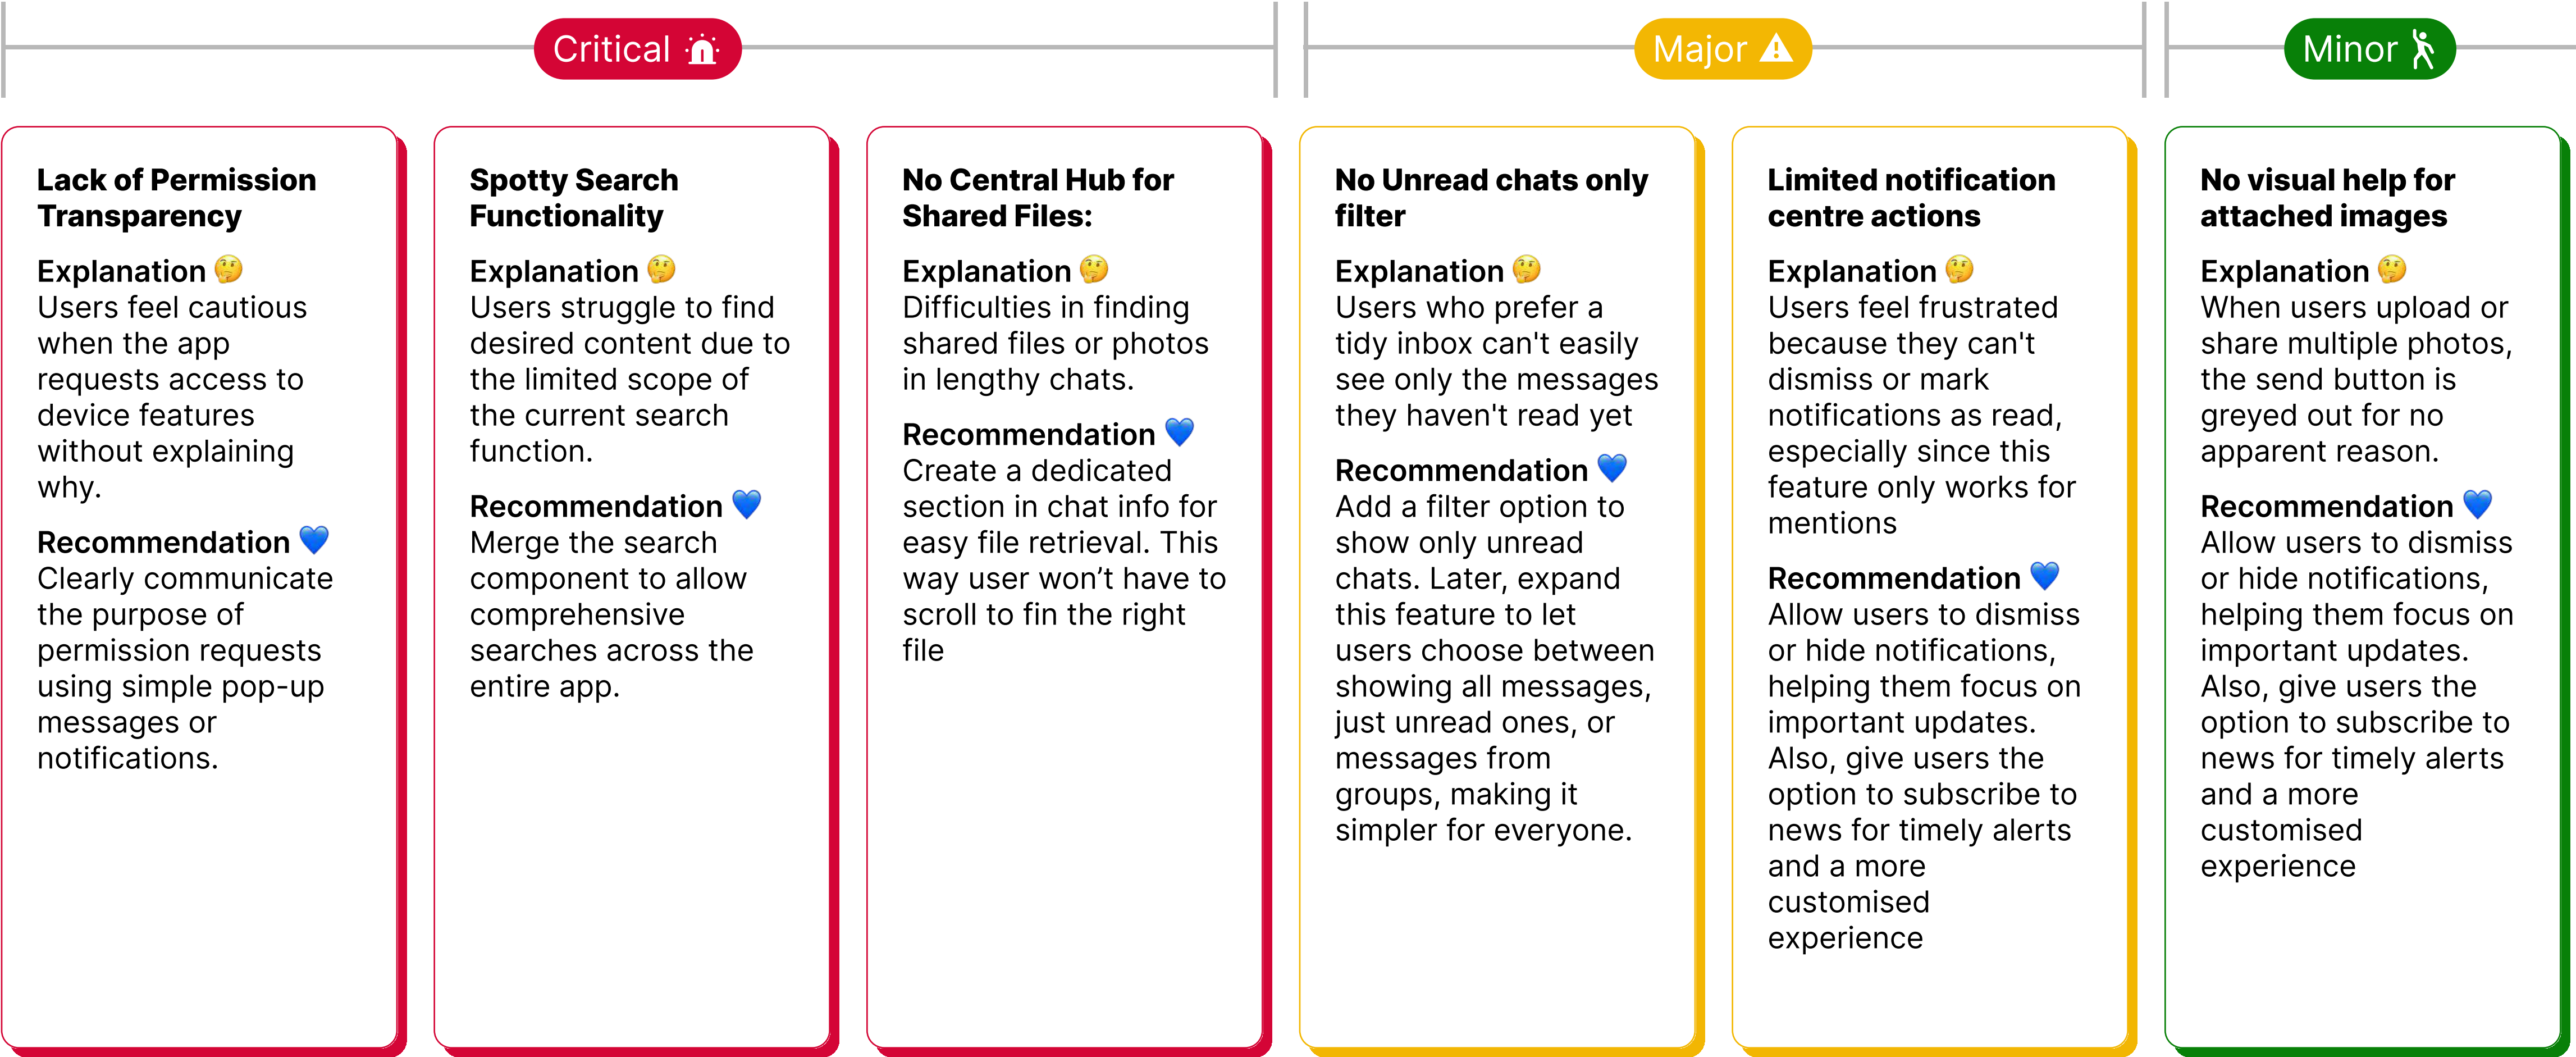 Critical
Major
Minor
Lack of Permission
Transparency
Explanation 🤔
Users feel cautious
when the app
requests access to
device features
without explaining
why.
Recommendation 💙
Clearly communicate
the purpose of
permission requests
using simple pop-up
messages or
notifications.
Spotty Search
Functionality
Explanation 🤔
Users struggle to find
desired content due to
the limited scope of
the current search
function.
Recommendation 💙
Merge the search
component to allow
comprehensive
searches across the
entire app.
No Central Hub for
Shared Files:
Explanation 🤔
Difficulties in finding
shared files or photos
in lengthy chats.
Recommendation 💙
Create a dedicated
section in chat info for
easy file retrieval. This
way user won’t have to
scroll to fin the right
file
No Unread chats only
filter
Explanation 🤔
Users who prefer a
tidy inbox can't easily
see only the messages
they haven't read yet
Recommendation 💙
Add a filter option to
show only unread
chats. Later, expand
this feature to let
users choose between
showing all messages,
just unread ones, or
messages from
groups, making it
simpler for everyone.
Limited notification
centre actions
Explanation 🤔
Users feel frustrated
because they can't
dismiss or mark
notifications as read,
especially since this
feature only works for
mentions
Recommendation 💙
Allow users to dismiss
or hide notifications,
helping them focus on
important updates.
Also, give users the
option to subscribe to
news for timely alerts
and a more
customised
experience
No visual help for
attached images
Explanation 🤔
When users upload or
share multiple photos,
the send button is
greyed out for no
apparent reason.
Recommendation 💙
Allow users to dismiss
or hide notifications,
helping them focus on
important updates.
Also, give users the
option to subscribe to
news for timely alerts
and a more
customised
experience